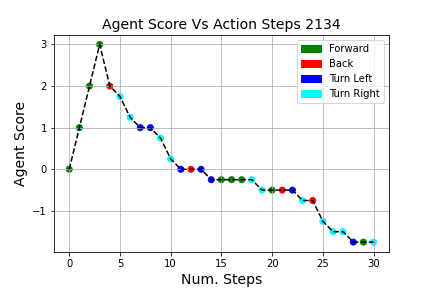 Agent Score Vs Action Steps 2134
Forward
Back
Turn Left
Turn Right
Agent Score
3
2
1
0
−1
0 5 10 15 20 25 30
Num. Steps